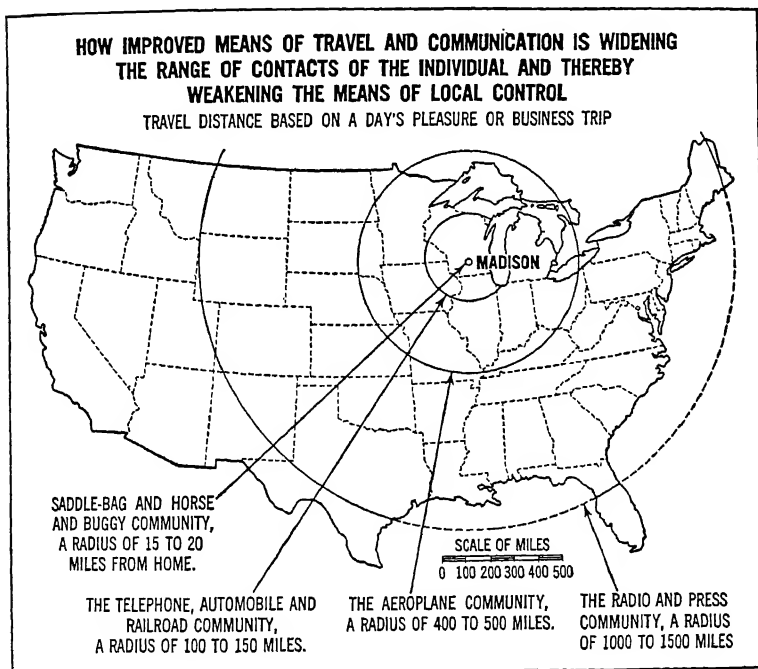 HOW IMPROVED MEANS OF TRAVEL AND COMMUNICATION IS WIDENING
THE RANGE OF CONTACTS OF THE INDIVIDUAL AND THEREBY
WEAKENING THE MEANS OF LOCAL CONTROL
TRAVEL DISTANCE BASED ON A DAY'S PLEASURE OR BUSINESS TRIP
MADISON
SADDLE-BAG AND HORSE
AND BUGGY COMMUNITY,
A RADIUS OF 15 TO 20
MILES FROM HOME.
SCALE OF MILES
0 100 200 300 400 500
THE TELEPHONE, AUTOMOBILE AND
RAILROAD COMMUNITY,
A RADIUS OF 100 TO 150 MILES.
THE AEROPLANE COMMUNITY,
A RADIUS OF 400 TO 500 MILES.
THE RADIO AND PRESS
COMMUNITY, A RADIUS
OF 1000 TO 1500 MILES